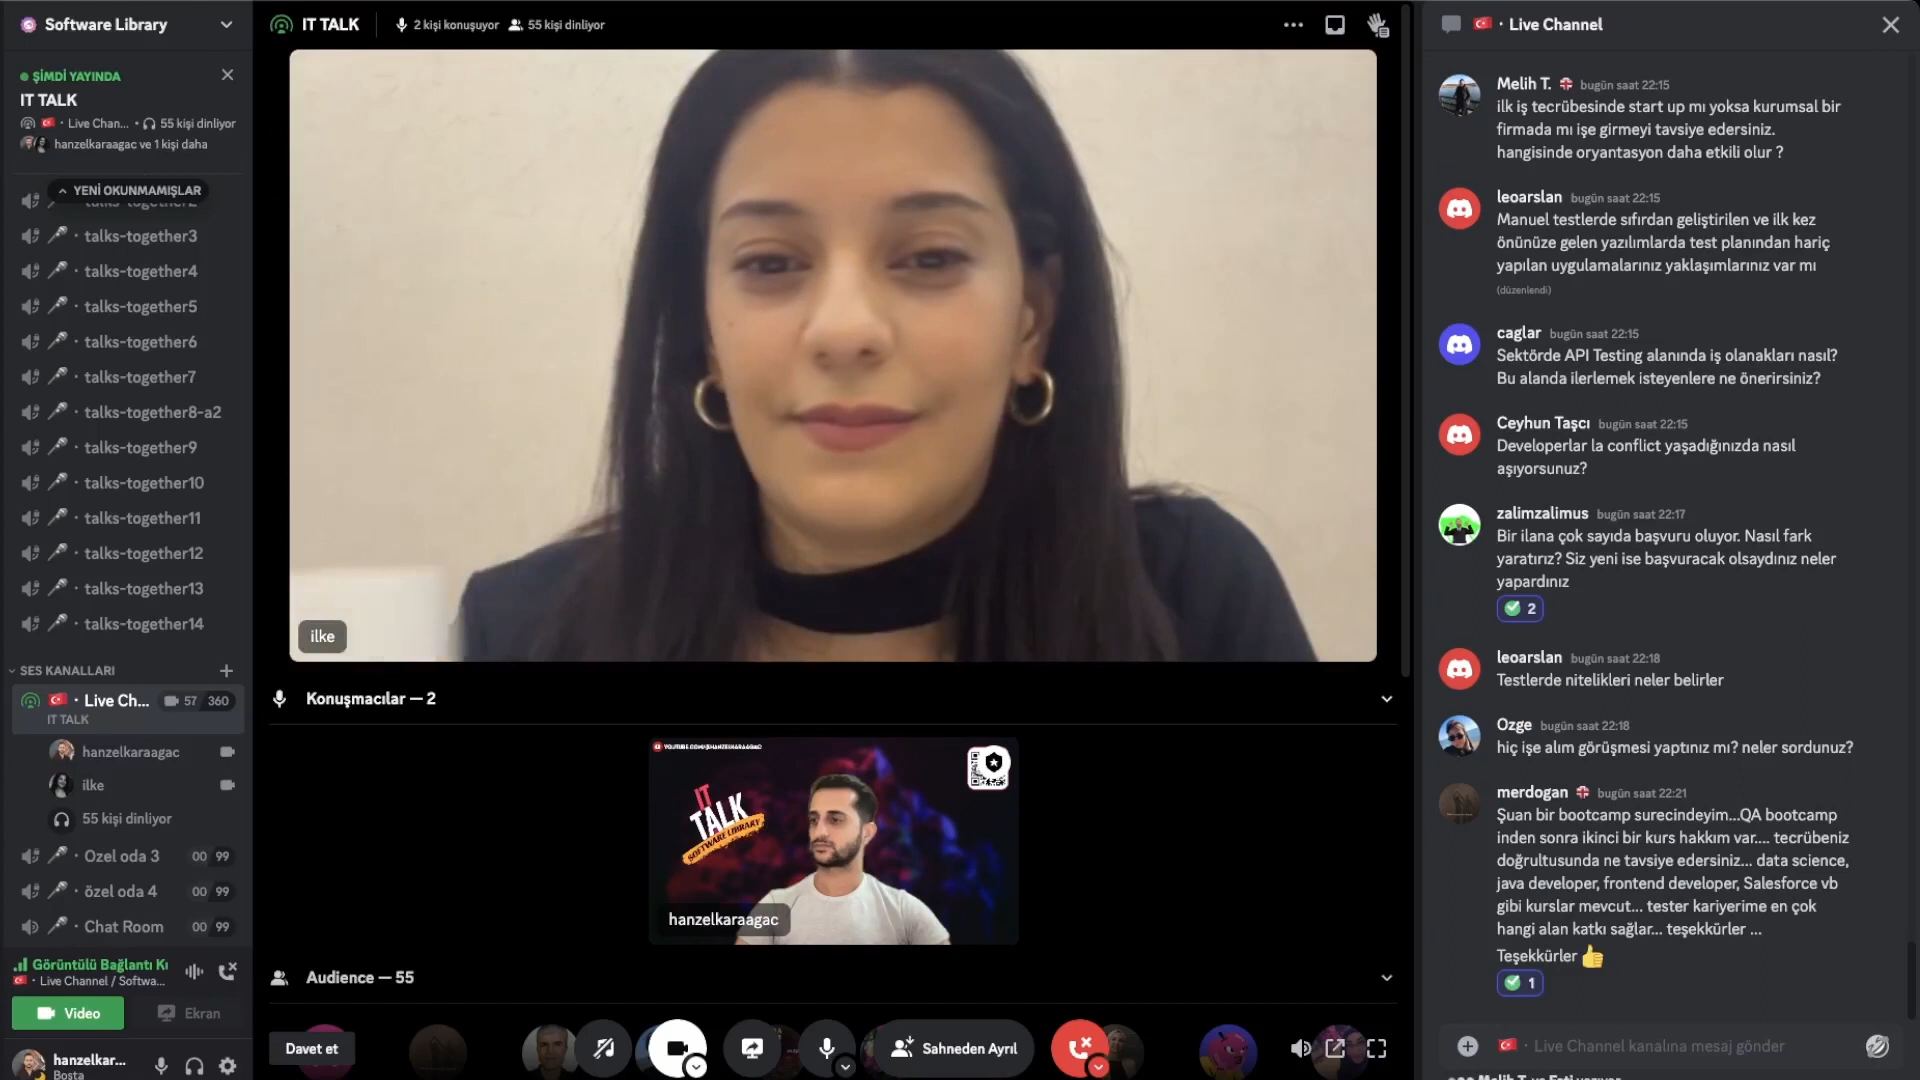 Software Library
ŞİMDİ YAYINDA
IT TALK
· Live Chan... • 55 kişi dinliyor
hanzelkaraagac ve 1 kişi daha
YENİ OKUNMAMIŞLAR
· talks-together3
· talks-together4
· talks-together5
· talks-together6
· talks-together7
· talks-together8-a2
· talks-together9
· talks-together10
· talks-together11
· talks-together12
· talks-together13
· talks-together14
SES KANALLARI
· Live Ch... 57 360
IT TALK
hanzelkaraagac
ilke
55 kişi dinliyor
· Ozel oda 3 00 99
· özel oda 4 00 99
· Chat Room 00 99
Görüntülü Bağlantı
· Live Channel / Softwa...
Video
Ekran
hanzelkar...
Bosta
IT TALK
2 kişi konuşuyor 55 kişi dinliyor
ilke
Konuşmacılar — 2
YOUTUBE.COM/@HANZELKARAAGAC
IT
TALK
SOFTWARE LIBRARY
hanzelkaraagac
Audience — 55
Davet et
Sahneden Ayrıl
· Live Channel
Melih T. bugün saat 22:15
ilk iş tecrübesinde start up mı yoksa kurumsal bir
firmada mı işe girmeyi tavsiye edersiniz.
hangisinde oryantasyon daha etkili olur ?
leoarslan bugün saat 22:15
Manuel testlerde sıfırdan geliştirilen ve ilk kez
önünüze gelen yazılımlarda test planından hariç
yapılan uygulamalarınız yaklaşımlarınız var mı
(düzenlendi)
caglar bugün saat 22:15
Sektörde API Testing alanında iş olanakları nasıl?
Bu alanda ilerlemek isteyenlere ne önerirsiniz?
Ceyhun Taşcı bugün saat 22:15
Developerlar la conflict yaşadığınızda nasıl
aşıyorsunuz?
zalimzalimus bugün saat 22:17
Bir ilana çok sayıda başvuru oluyor. Nasıl fark
yaratırız? Siz yeni ise başvuracak olsaydınız neler
yapardınız
2
leoarslan bugün saat 22:18
Testlerde nitelikleri neler belirler
Ozge bugün saat 22:18
hiç işe alım görüşmesi yaptınız mı? neler sordunuz?
merdogan bugün saat 22:21
Şuan bir bootcamp surecindeyim...QA bootcamp
inden sonra ikinci bir kurs hakkım var.... tecrübeniz
doğrultusunda ne tavsiye edersiniz... data science,
java developer, frontend developer, Salesforce vb
gibi kurslar mevcut... tester kariyerime en çok
hangi alan katkı sağlar... teşekkürler ...
Teşekkürler 👍
1
· Live Channel kanalına mesaj gönder